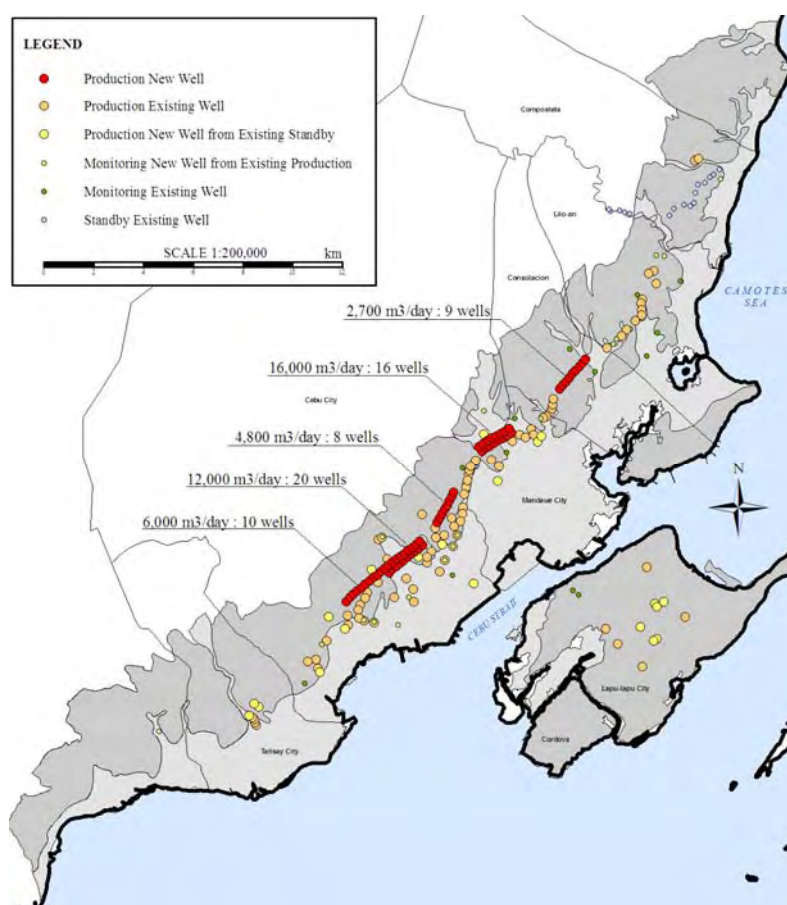 LEGEND
Production New Well
Production Existing Well
Production New Well from Existing Standby
Monitoring New Well from Existing Production
Monitoring Existing Well
Standby Existing Well
SCALE 1:200,000 km
Compostela
Lilo-an
Consolacion
CAMOTES
SEA
2,700 m3/day : 9 wells
16,000 m3/day : 16 wells
Cebu City
4,800 m3/day : 8 wells
12,000 m3/day : 20 wells
6,000 m3/day : 10 wells
Mandaue City
N
CEBU STRAIT
Lapu-lapu City
Cordova
Talisay City